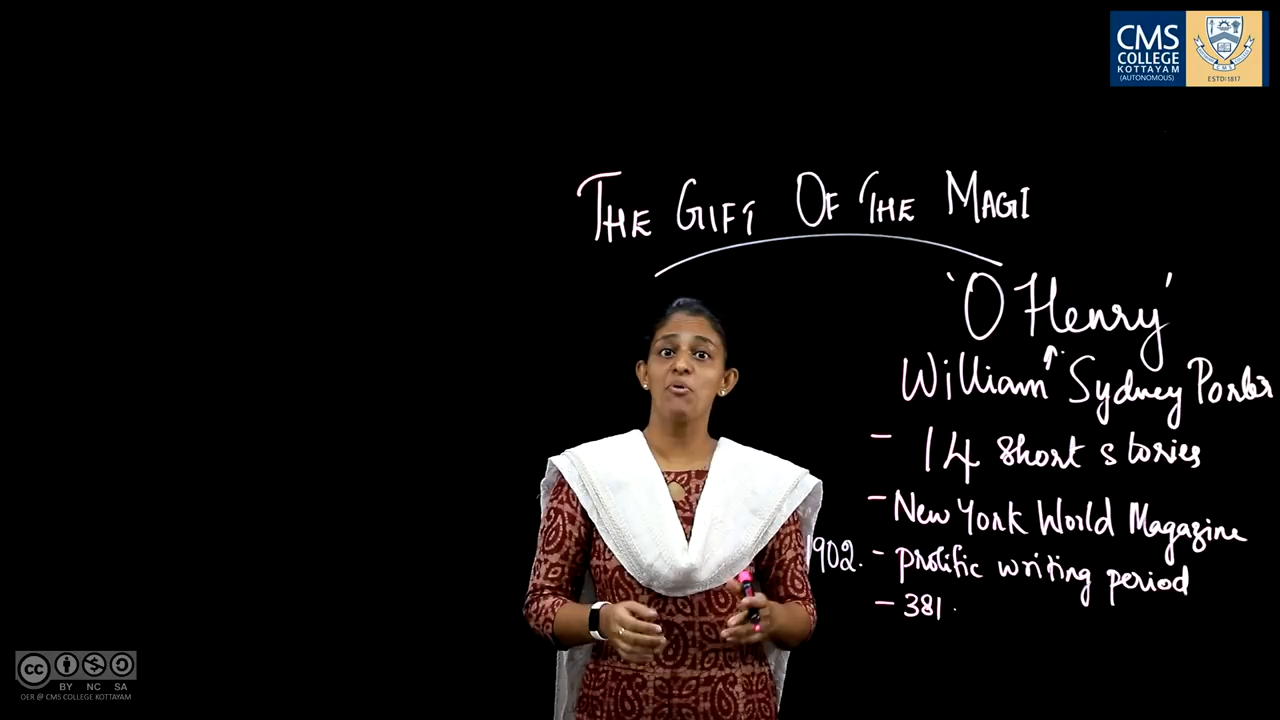 CMS
COLLEGE
KOTTAYAM
(AUTONOMOUS)
ESTD:1817
THE GIFT OF THE MAGI
'O Henry'
William Sydney Porter
- 14 short stories
- New York World Magazine
1902. - prolific writing period
- 381.
CC BY NC SA
OER @ CMS COLLEGE KOTTAYAM